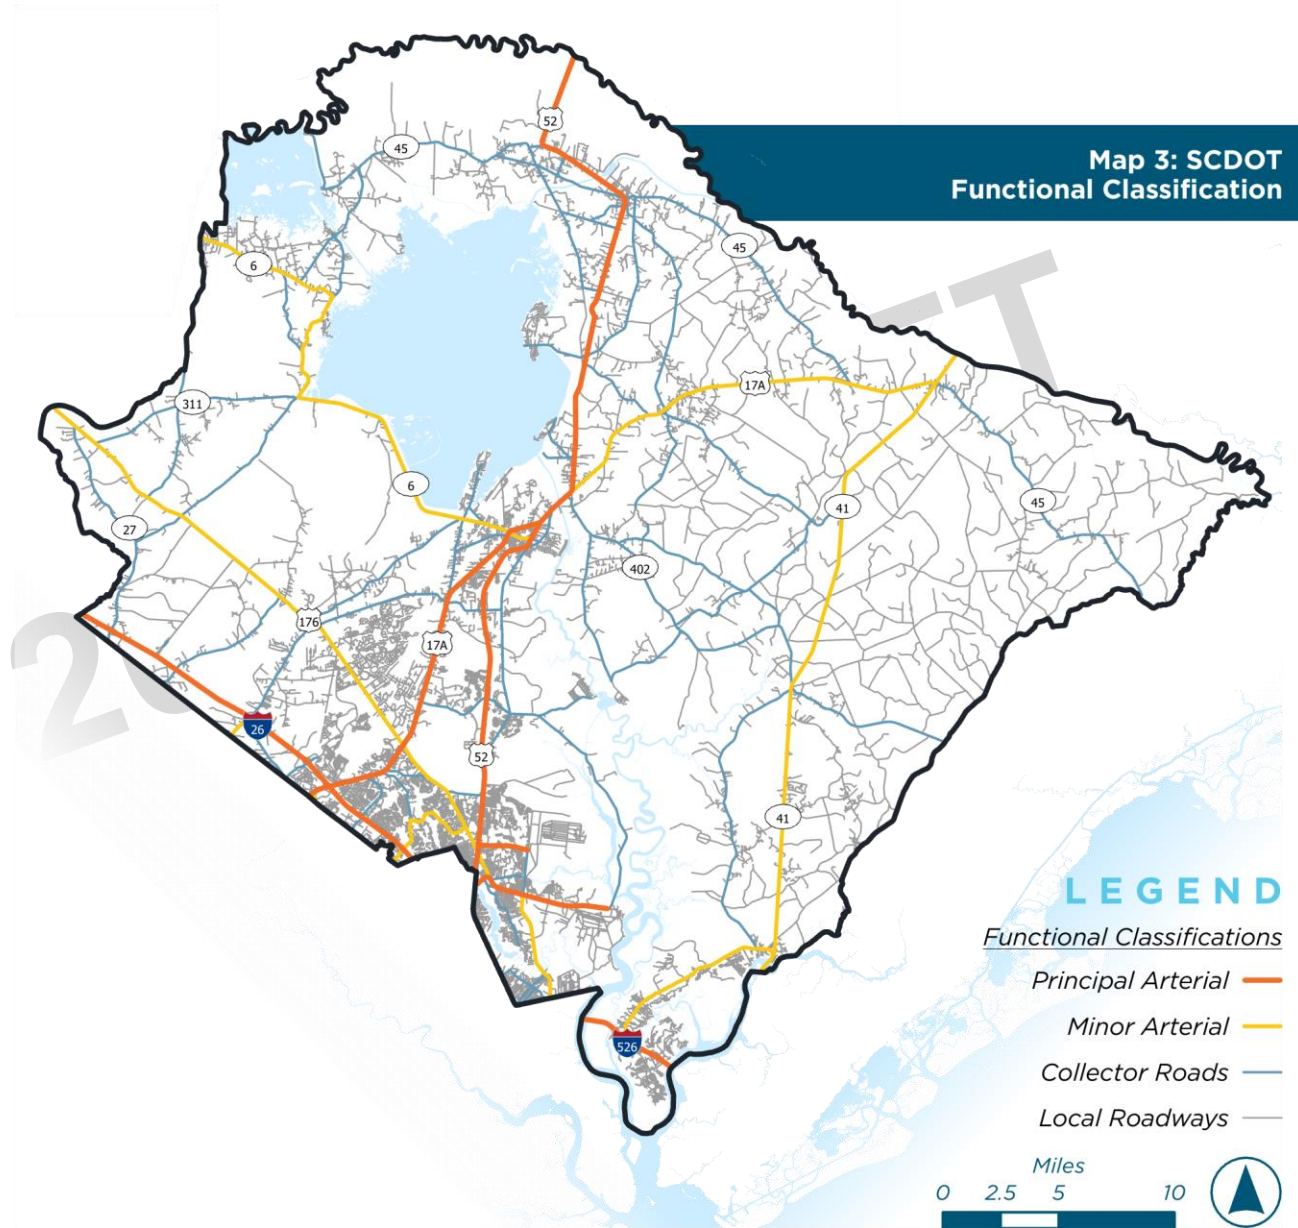 52
45
Map 3: SCDOT
Functional Classification
45
6
17A
311
6
41
45
27
402
176
17A
26
52
41
LEGEND
Functional Classifications
Principal Arterial
Minor Arterial
526
Collector Roads
Local Roadways
Miles
0 2.5 5 10